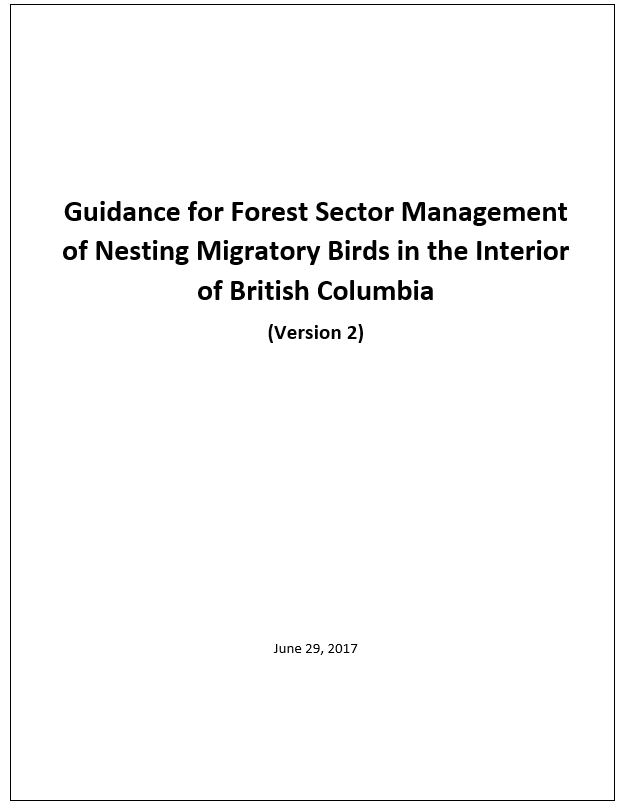 Guidance for Forest Sector Management
of Nesting Migratory Birds in the Interior
of British Columbia
(Version 2)
June 29, 2017